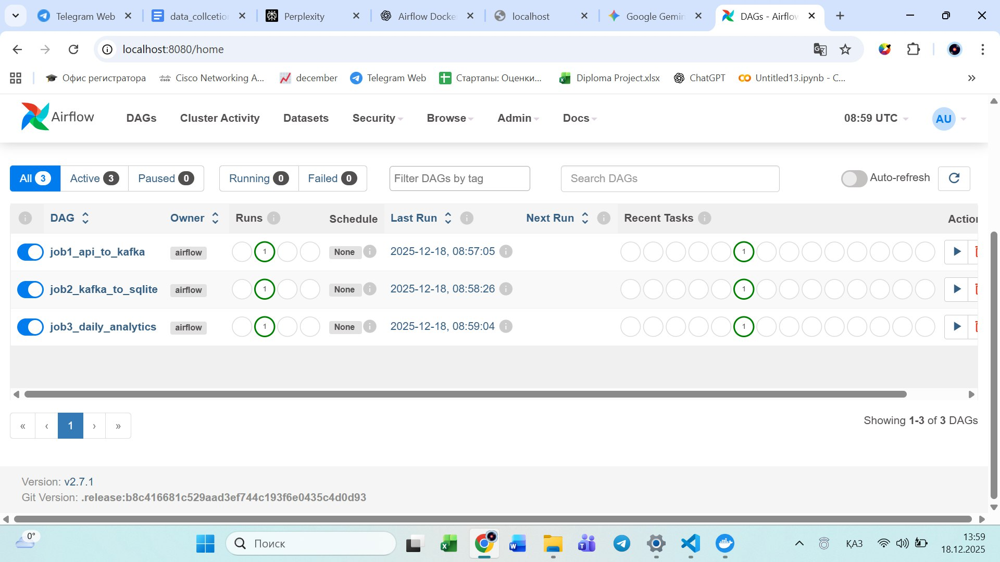 Telegram Web
data_collcetion
Perplexity
Airflow Docke
localhost
Google Gemin
DAGs - Airflow
localhost:8080/home
Офис регистратора
Cisco Networking A...
december
Telegram Web
Стартапы: Оценки...
Diploma Project.xlsx
ChatGPT
Untitled13.ipynb - C...
Airflow
DAGs
Cluster Activity
Datasets
Security
Browse
Admin
Docs
08:59 UTC
AU
All 3
Active 3
Paused 0
Running 0
Failed 0
Filter DAGs by tag
Search DAGs
Auto-refresh
DAG Owner Runs Schedule Last Run Next Run Recent Tasks Action
job1_api_to_kafka airflow 1 None 2025-12-18, 08:57:05 1
job2_kafka_to_sqlite airflow 1 None 2025-12-18, 08:58:26 1
job3_daily_analytics airflow 1 None 2025-12-18, 08:59:04 1
« ‹ 1 › »
Showing 1-3 of 3 DAGs
Version: v2.7.1
Git Version: .release:b8c416681c529aad3ef744c193f6e0435c4d0d93
0°
Поиск
ҚАЗ
13:59
18.12.2025